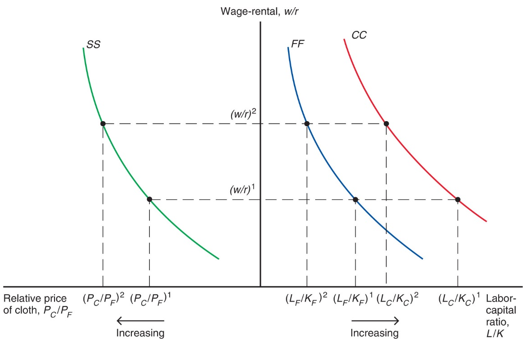 Wage-rental, w/r
SS
FF
CC
(w/r)²
(w/r)¹
Relative price
of cloth, P_C/P_F
(P_C/P_F)²
(P_C/P_F)¹
(L_F/K_F)²
(L_F/K_F)¹
(L_C/K_C)²
(L_C/K_C)¹
Labor-
capital
ratio,
L/K
Increasing
Increasing